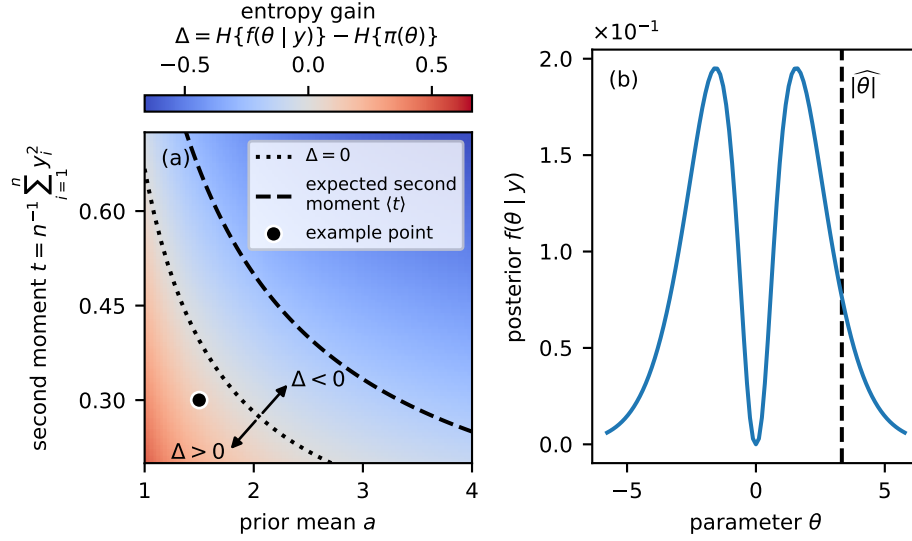 entropy gain
Δ = H{f(θ | y)} − H{π(θ)}
−0.5 0.0 0.5
(a)
Δ = 0
expected second
moment ⟨t⟩
example point
Δ < 0
Δ > 0
0.60
0.45
0.30
second moment t = n⁻¹ ∑ⁿᵢ₌₁ yᵢ²
1 2 3 4
prior mean a
×10⁻¹
(b)
|θ̂|
2.0
1.5
1.0
0.5
0.0
posterior f(θ | y)
−5 0 5
parameter θ